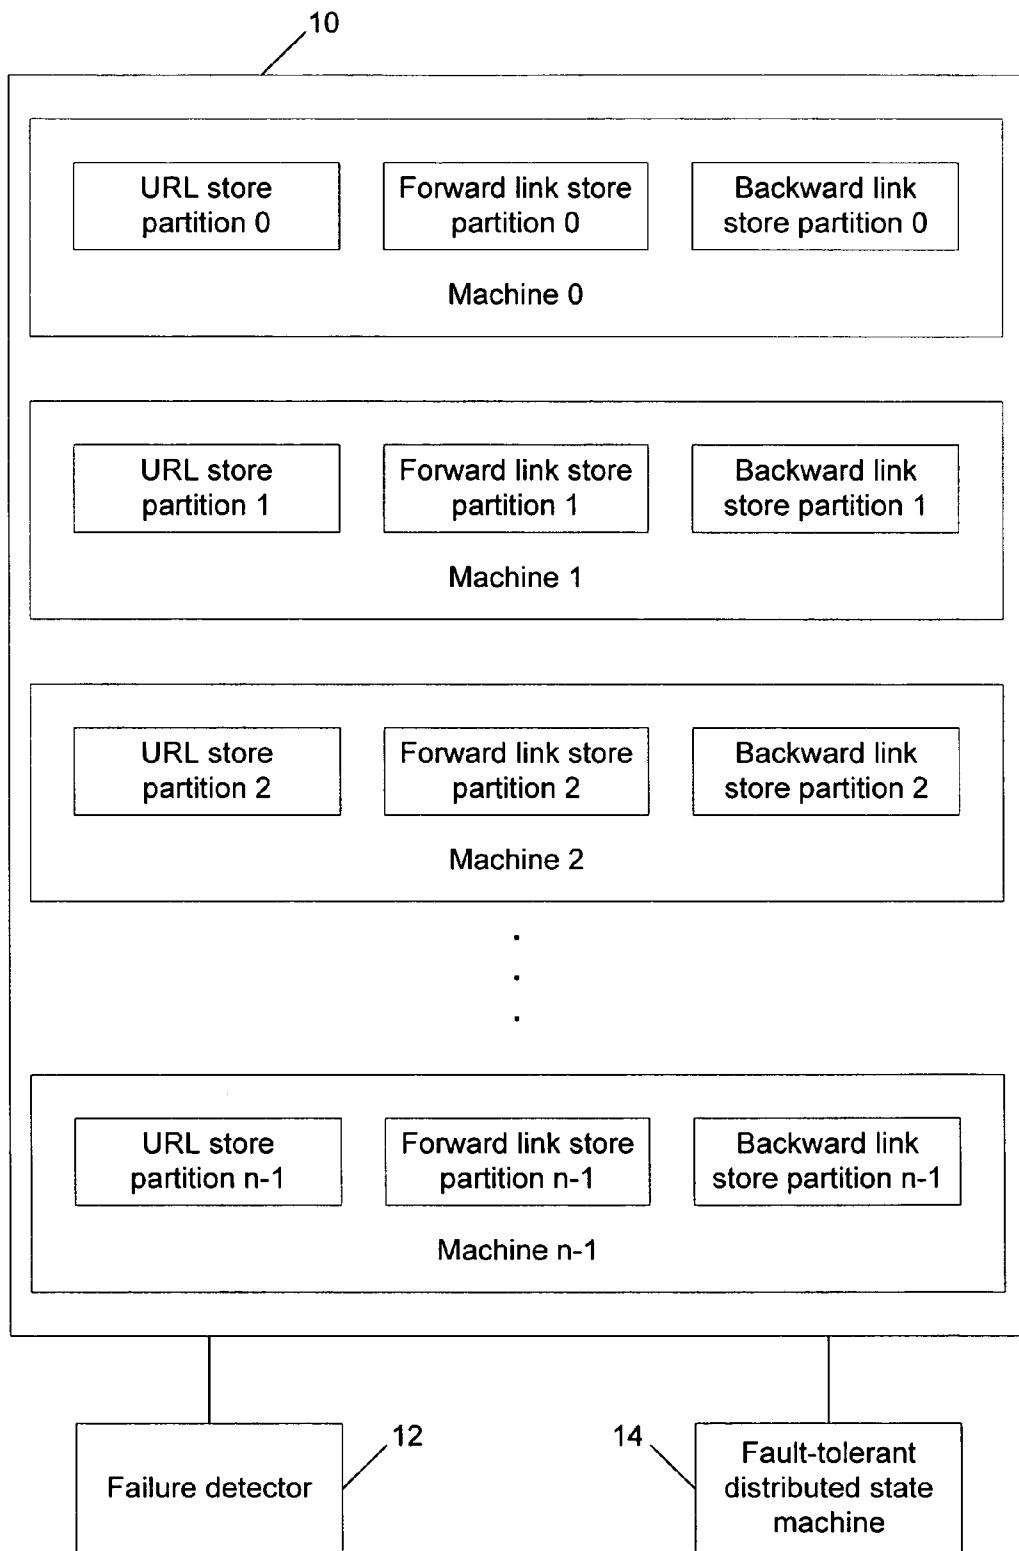 10
URL store
partition 0
Forward link store
partition 0
Backward link
store partition 0
Machine 0
URL store
partition 1
Forward link store
partition 1
Backward link
store partition 1
Machine 1
URL store
partition 2
Forward link store
partition 2
Backward link
store partition 2
Machine 2
.
.
.
URL store
partition n-1
Forward link store
partition n-1
Backward link
store partition n-1
Machine n-1
12
Failure detector
14
Fault-tolerant
distributed state
machine